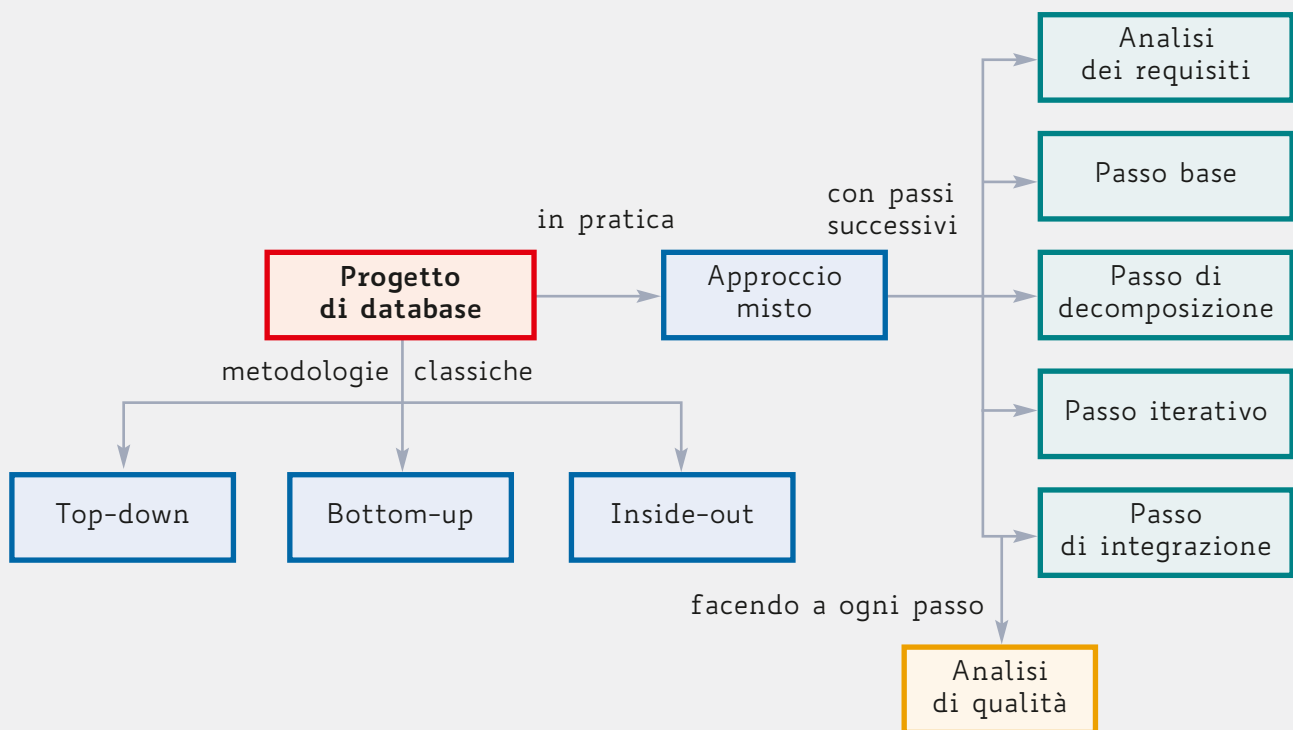 Analisi
dei requisiti
Passo base
con passi
successivi
in pratica
Progetto
di database
Approccio
misto
Passo di
decomposizione
metodologie classiche
Passo iterativo
Top-down
Bottom-up
Inside-out
Passo
di integrazione
facendo a ogni passo
Analisi
di qualità